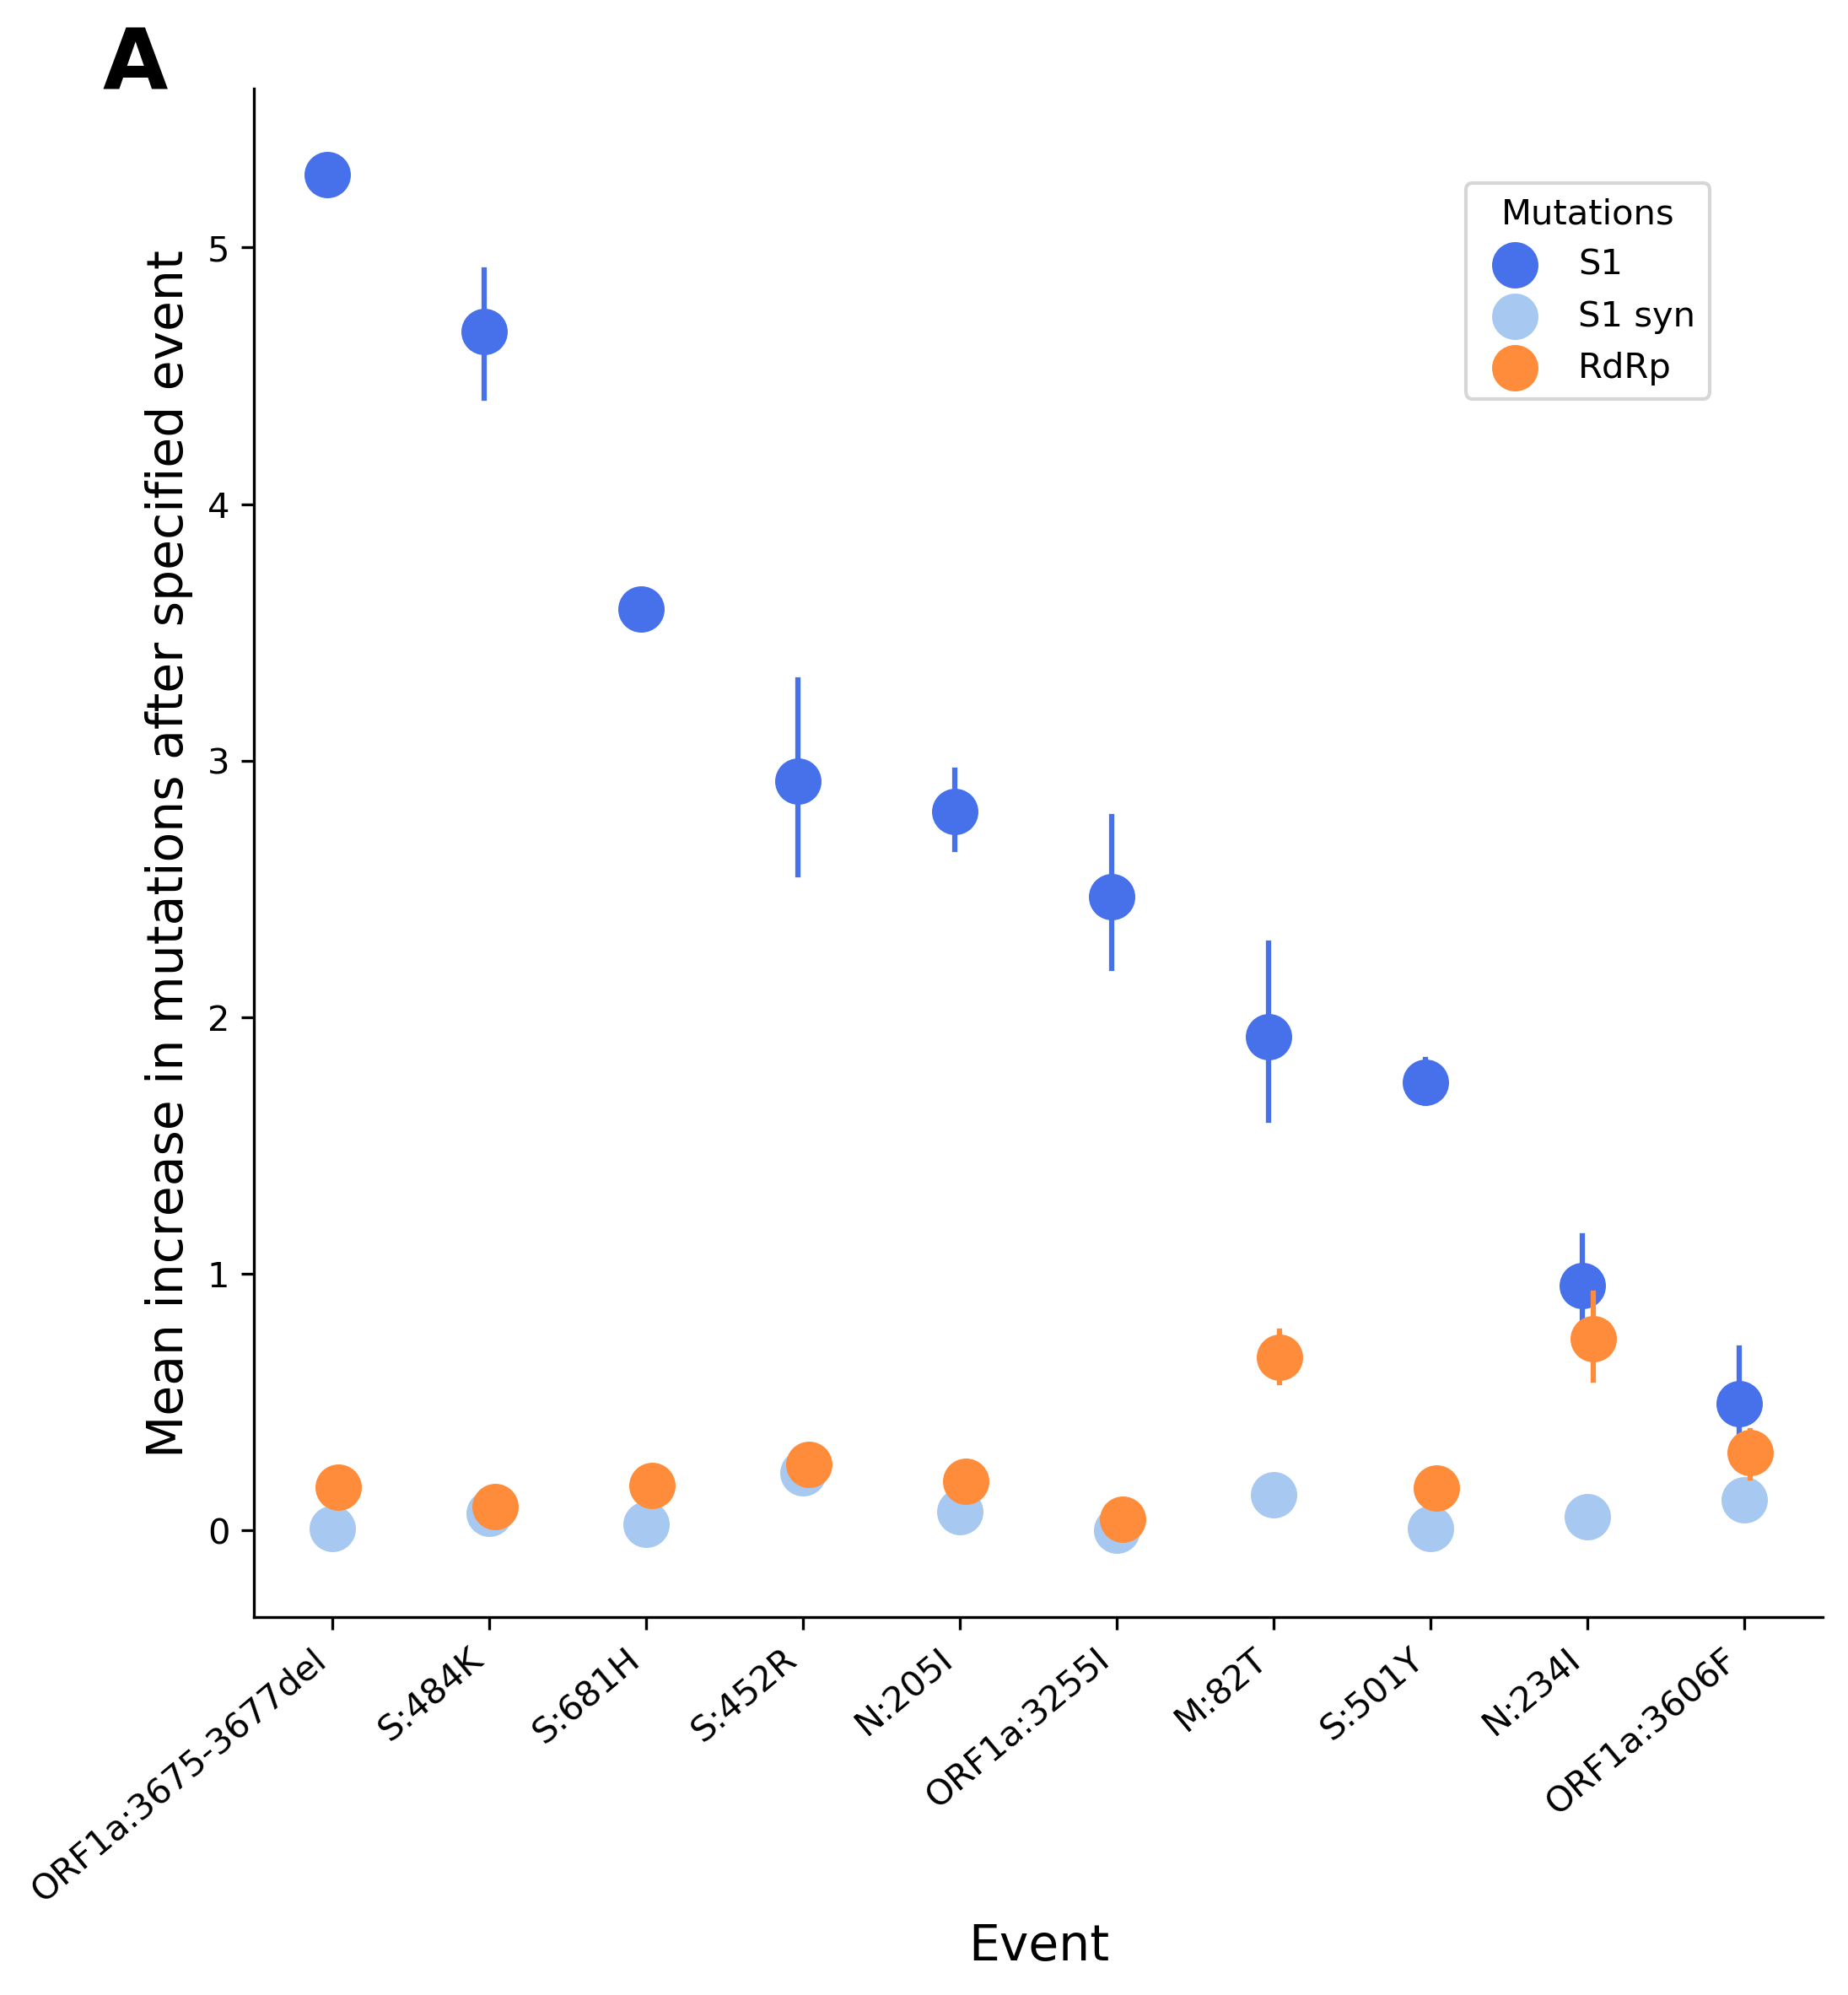 A
Mean increase in mutations after specified event
5
4
3
2
1
0
Mutations
S1
S1 syn
RdRp
ORF1a:3675-3677del
S:484K
S:681H
S:452R
N:205I
ORF1a:3255I
M:82T
S:501Y
N:234I
ORF1a:3606F
Event